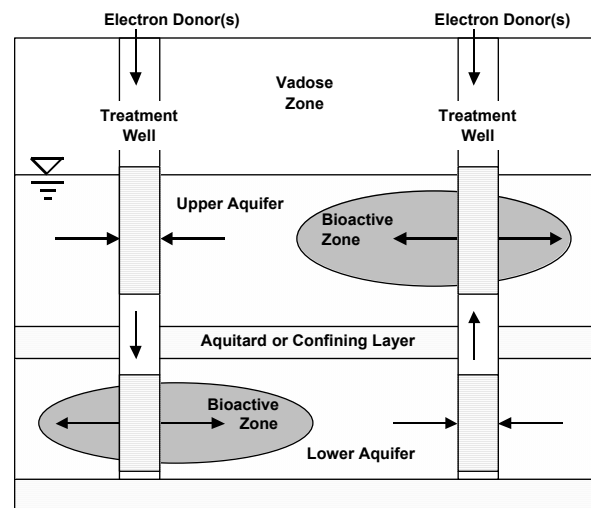 Electron Donor(s)
Electron Donor(s)
Vadose
Zone
Treatment
Well
Treatment
Well
Upper Aquifer
Bioactive
Zone
Aquitard or Confining Layer
Bioactive
Zone
Lower Aquifer